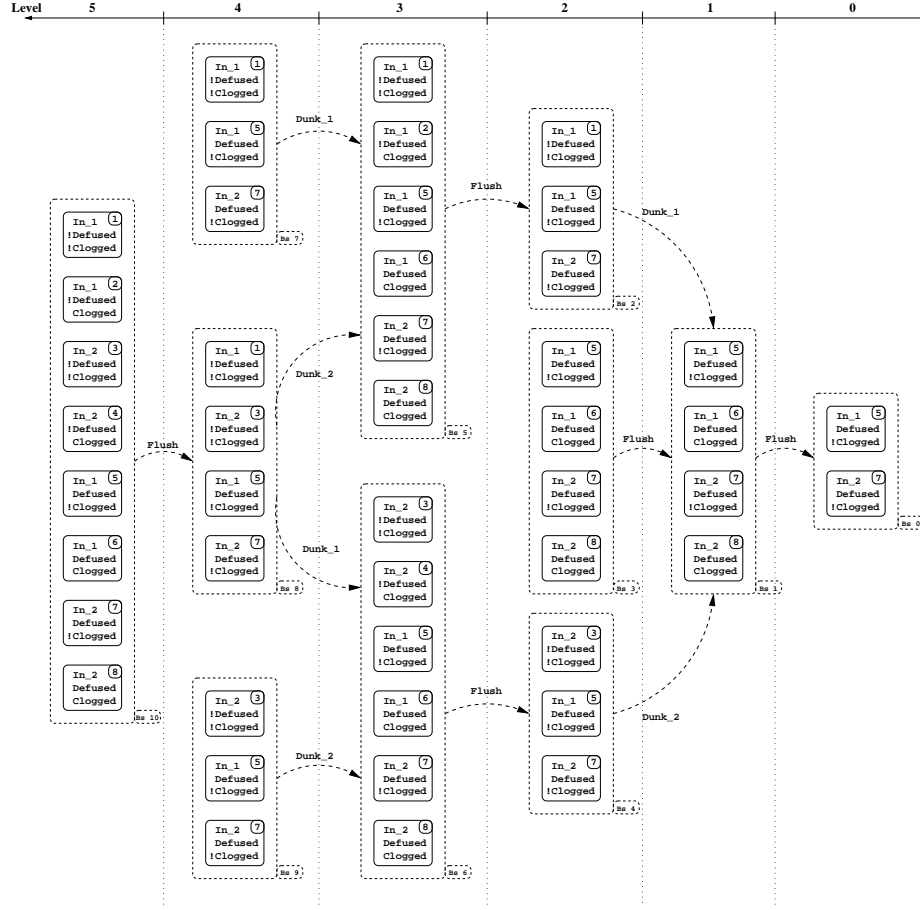 Level 5 4 3 2 1 0
In_1 1
!Defused
!Clogged
In_1 2
!Defused
Clogged
In_2 3
!Defused
!Clogged
In_2 4
!Defused
Clogged
In_1 5
Defused
!Clogged
In_1 6
Defused
Clogged
In_2 7
Defused
!Clogged
In_2 8
Defused
Clogged
Bs 10
Flush
In_1 1
!Defused
!Clogged
In_1 5
Defused
!Clogged
In_2 7
Defused
!Clogged
Bs 7
Dunk_1
In_1 1
!Defused
!Clogged
In_2 3
!Defused
!Clogged
In_1 5
Defused
!Clogged
In_2 7
Defused
!Clogged
Bs 8
Dunk_2
Dunk_1
In_2 3
!Defused
!Clogged
In_1 5
Defused
!Clogged
In_2 7
Defused
!Clogged
Bs 9
Dunk_2
In_1 1
!Defused
!Clogged
In_1 2
!Defused
Clogged
In_1 5
Defused
!Clogged
In_1 6
Defused
Clogged
In_2 7
Defused
!Clogged
In_2 8
Defused
Clogged
Bs 5
Flush
In_2 3
!Defused
!Clogged
In_2 4
!Defused
Clogged
In_1 5
Defused
!Clogged
In_1 6
Defused
Clogged
In_2 7
Defused
!Clogged
In_2 8
Defused
Clogged
Bs 6
Flush
In_1 1
!Defused
!Clogged
In_1 5
Defused
!Clogged
In_2 7
Defused
!Clogged
Bs 2
Dunk_1
In_1 5
Defused
!Clogged
In_1 6
Defused
Clogged
In_2 7
Defused
!Clogged
In_2 8
Defused
Clogged
Bs 3
Flush
In_2 3
!Defused
!Clogged
In_1 5
Defused
!Clogged
In_2 7
Defused
!Clogged
Bs 4
Dunk_2
In_1 5
Defused
!Clogged
In_1 6
Defused
Clogged
In_2 7
Defused
!Clogged
In_2 8
Defused
Clogged
Bs 1
Flush
In_1 5
Defused
!Clogged
In_2 7
Defused
!Clogged
Bs 0